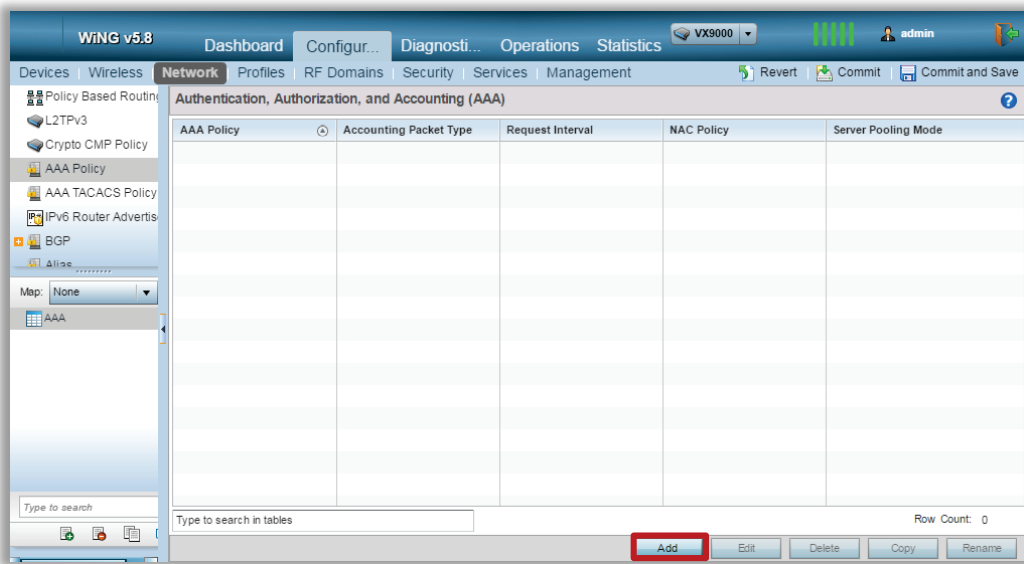 WiNG v5.8
Dashboard Configur... Diagnosti... Operations Statistics VX9000 admin
Devices Wireless Network Profiles RF Domains Security Services Management Revert Commit Commit and Save
Policy Based Routing
L2TPv3
Crypto CMP Policy
AAA Policy
AAA TACACS Policy
IPv6 Router Advertis
BGP
Alias
Map: None
AAA
Type to search
Authentication, Authorization, and Accounting (AAA)
AAA Policy Accounting Packet Type Request Interval NAC Policy Server Pooling Mode
Type to search in tables Row Count: 0
Add Edit Delete Copy Rename